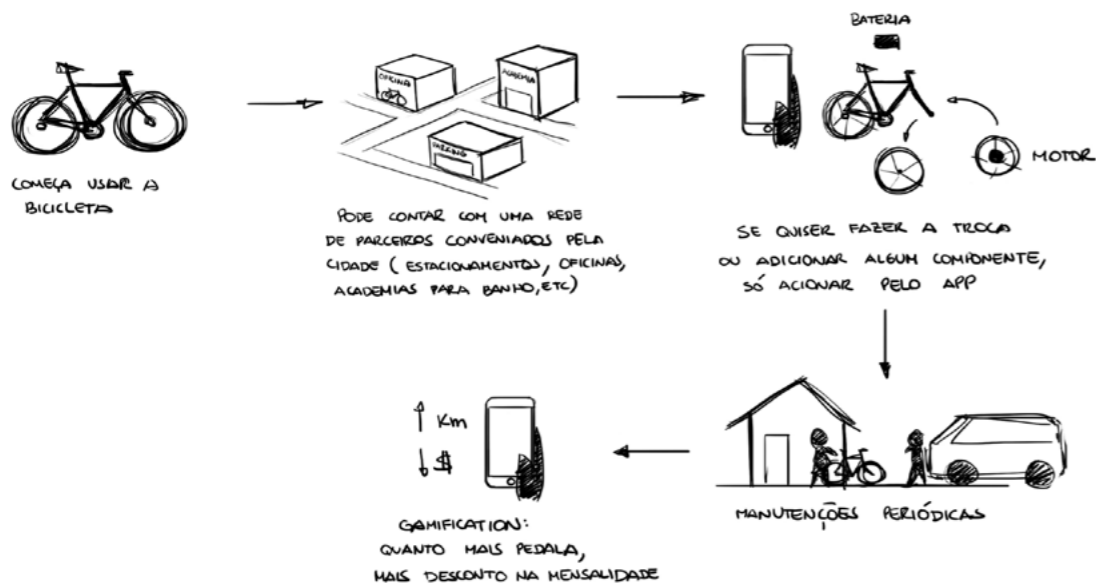 COMEÇA USAR A
BICICLETA
OFICINA
ACADEMIA
PARKING
PODE CONTAR COM UMA REDE
DE PARCEIROS CONVENIADOS PELA
CIDADE (ESTACIONAMENTOS, OFICINAS,
ACADEMIAS PARA BANHO, ETC)
BATERIA
MOTOR
SE QUISER FAZER A TROCA
OU ADICIONAR ALGUM COMPONENTE,
SÓ ACIONAR PELO APP
MANUTENÇÕES PERIÓDICAS
Km
$
GAMIFICATION:
QUANTO MAIS PEDALA,
MAIS DESCONTO NA MENSALIDADE